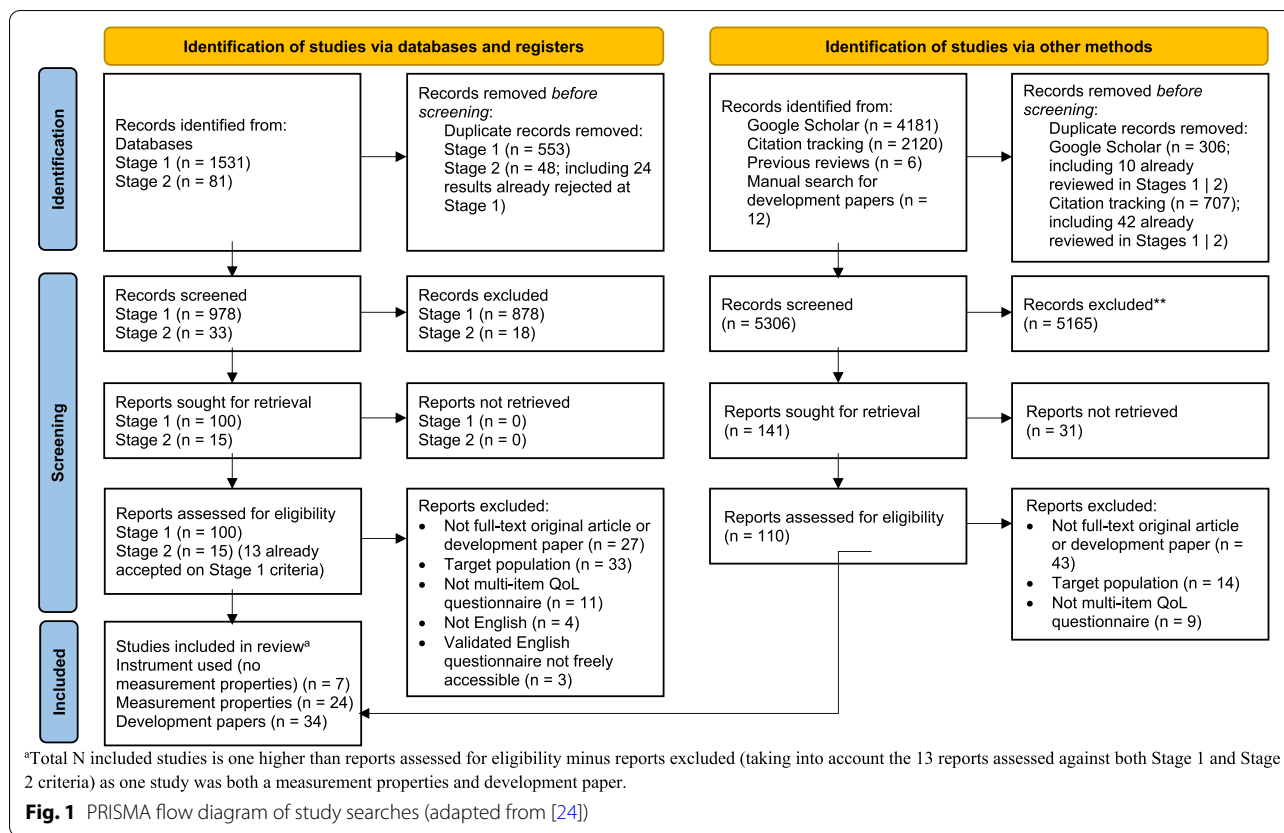 Identification of studies via databases and registers
Identification of studies via other methods
Identification
Records identified from:
Databases
Stage 1 (n = 1531)
Stage 2 (n = 81)
Records removed before
screening:
Duplicate records removed:
Stage 1 (n = 553)
Stage 2 (n = 48; including 24
results already rejected at
Stage 1)
Records identified from:
Google Scholar (n = 4181)
Citation tracking (n = 2120)
Previous reviews (n = 6)
Manual search for
development papers (n =
12)
Records removed before
screening:
Duplicate records removed:
Google Scholar (n = 306;
including 10 already
reviewed in Stages 1 | 2)
Citation tracking (n = 707;
including 42 already
reviewed in Stages 1 | 2)
Screening
Records screened
Stage 1 (n = 978)
Stage 2 (n = 33)
Records excluded
Stage 1 (n = 878)
Stage 2 (n = 18)
Records screened
(n = 5306)
Records excluded**
(n = 5165)
Reports sought for retrieval
Stage 1 (n = 100)
Stage 2 (n = 15)
Reports not retrieved
Stage 1 (n = 0)
Stage 2 (n = 0)
Reports sought for retrieval
(n = 141)
Reports not retrieved
(n = 31)
Reports assessed for eligibility
Stage 1 (n = 100)
Stage 2 (n = 15) (13 already
accepted on Stage 1 criteria)
Reports excluded:
• Not full-text original article or
development paper (n = 27)
• Target population (n = 33)
• Not multi-item QoL
questionnaire (n = 11)
• Not English (n = 4)
• Validated English
questionnaire not freely
accessible (n = 3)
Reports assessed for eligibility
(n = 110)
Reports excluded:
• Not full-text original article
or development paper (n =
43)
• Target population (n = 14)
• Not multi-item QoL
questionnaire (n = 9)
Included
Studies included in reviewᵃ
Instrument used (no
measurement properties) (n = 7)
Measurement properties (n = 24)
Development papers (n = 34)
ᵃTotal N included studies is one higher than reports assessed for eligibility minus reports excluded (taking into account the 13 reports assessed against both Stage 1 and Stage
2 criteria) as one study was both a measurement properties and development paper.
Fig. 1 PRISMA flow diagram of study searches (adapted from [24])